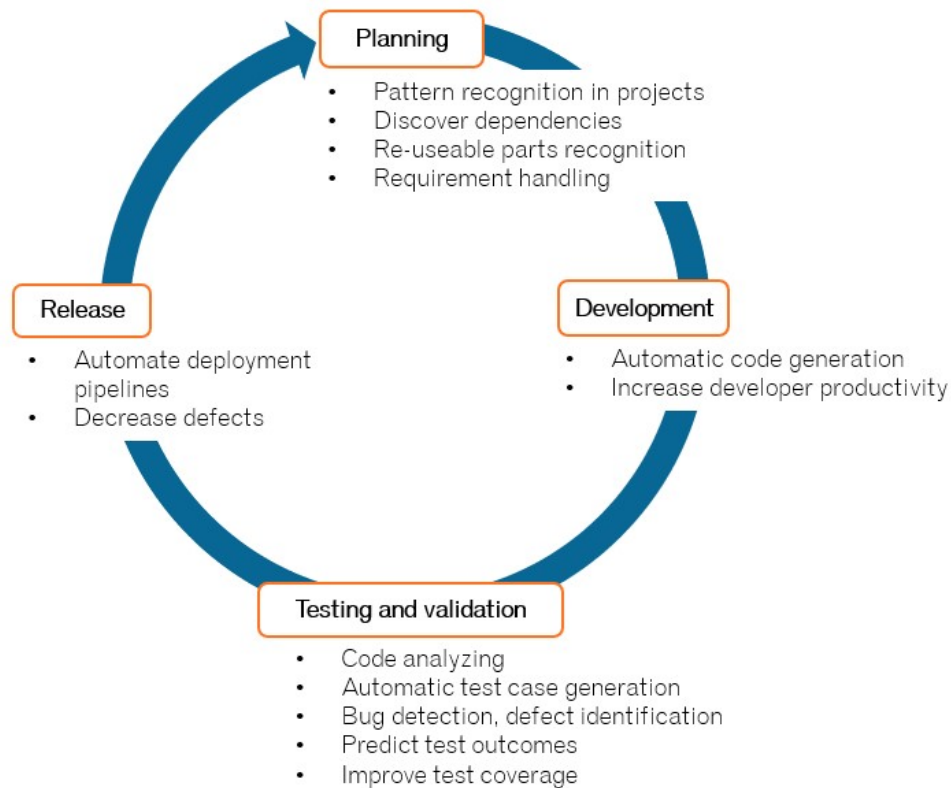 Planning
• Pattern recognition in projects
• Discover dependencies
• Re-useable parts recognition
• Requirement handling
Development
• Automatic code generation
• Increase developer productivity
Testing and validation
• Code analyzing
• Automatic test case generation
• Bug detection, defect identification
• Predict test outcomes
• Improve test coverage
Release
• Automate deployment
pipelines
• Decrease defects